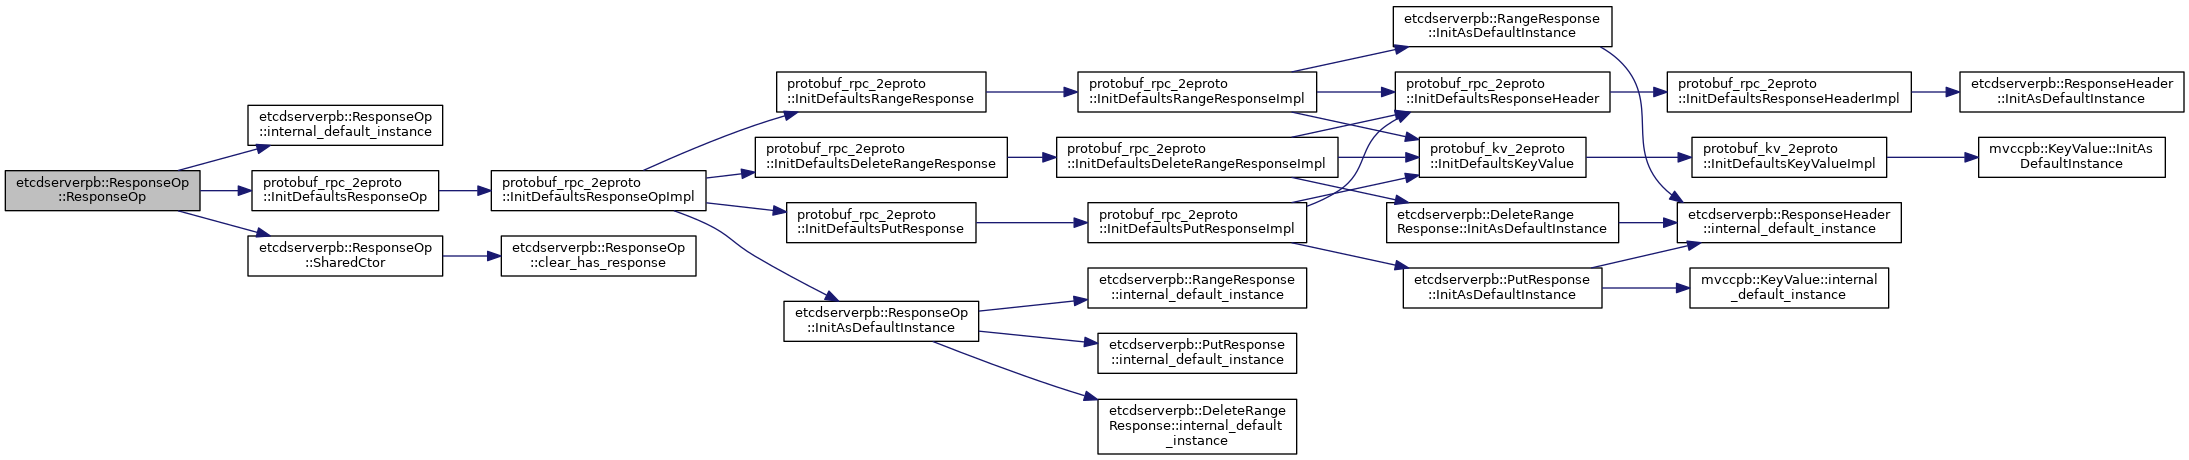 etcdserverpb::ResponseOp
::ResponseOp
etcdserverpb::ResponseOp
::internal_default_instance
protobuf_rpc_2eproto
::InitDefaultsResponseOp
etcdserverpb::ResponseOp
::SharedCtor
protobuf_rpc_2eproto
::InitDefaultsResponseOpImpl
etcdserverpb::ResponseOp
::clear_has_response
protobuf_rpc_2eproto
::InitDefaultsRangeResponse
protobuf_rpc_2eproto
::InitDefaultsDeleteRangeResponse
protobuf_rpc_2eproto
::InitDefaultsPutResponse
etcdserverpb::ResponseOp
::InitAsDefaultInstance
protobuf_rpc_2eproto
::InitDefaultsRangeResponseImpl
protobuf_rpc_2eproto
::InitDefaultsDeleteRangeResponseImpl
protobuf_rpc_2eproto
::InitDefaultsPutResponseImpl
etcdserverpb::RangeResponse
::internal_default_instance
etcdserverpb::PutResponse
::internal_default_instance
etcdserverpb::DeleteRange
Response::internal_default
_instance
etcdserverpb::RangeResponse
::InitAsDefaultInstance
protobuf_rpc_2eproto
::InitDefaultsResponseHeader
protobuf_kv_2eproto
::InitDefaultsKeyValue
etcdserverpb::DeleteRange
Response::InitAsDefaultInstance
etcdserverpb::PutResponse
::InitAsDefaultInstance
protobuf_rpc_2eproto
::InitDefaultsResponseHeaderImpl
protobuf_kv_2eproto
::InitDefaultsKeyValueImpl
etcdserverpb::ResponseHeader
::internal_default_instance
mvccpb::KeyValue::internal
_default_instance
etcdserverpb::ResponseHeader
::InitAsDefaultInstance
mvccpb::KeyValue::InitAs
DefaultInstance